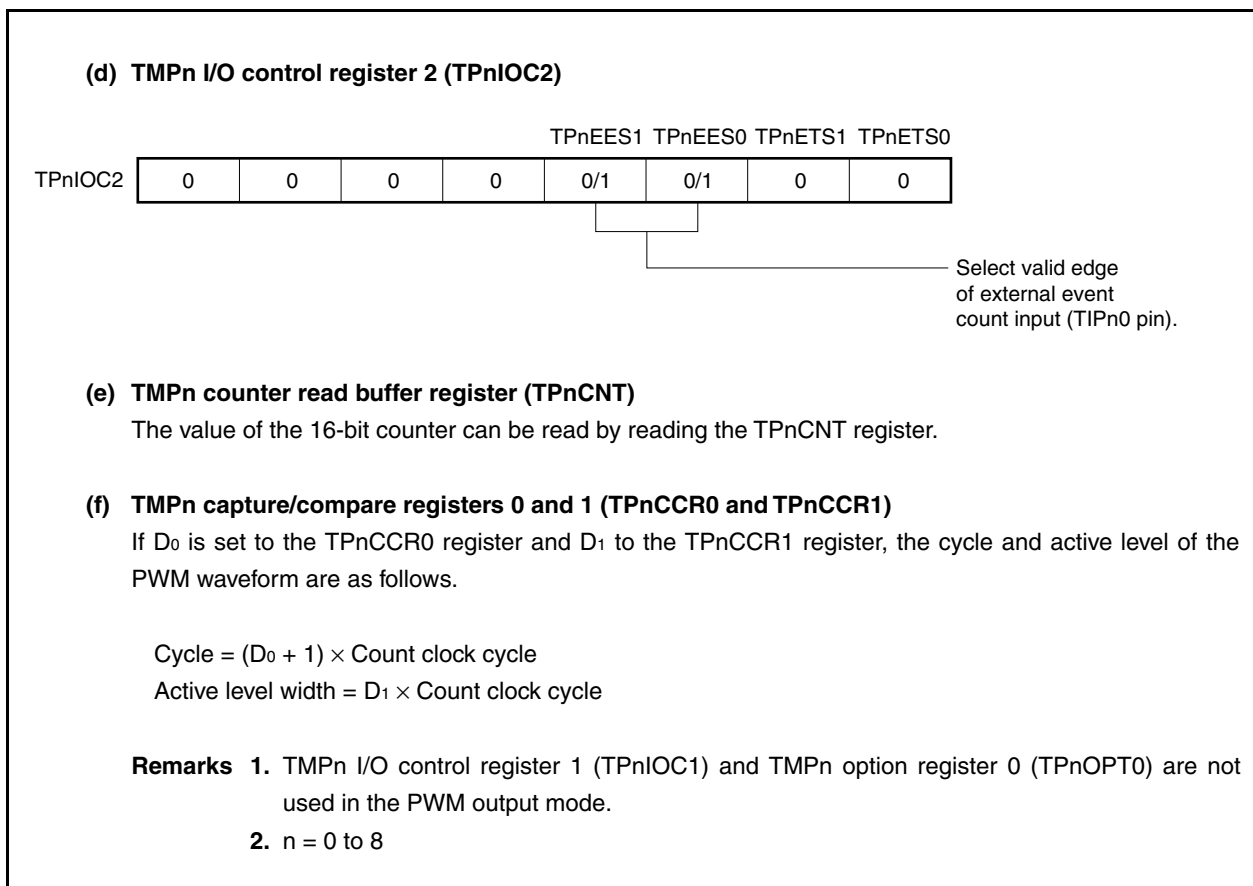 (d) TMPn I/O control register 2 (TPnIOC2)
TPnEES1 TPnEES0 TPnETS1 TPnETS0
TPnIOC2 0 0 0 0 0/1 0/1 0 0
Select valid edge
of external event
count input (TIPn0 pin).
(e) TMPn counter read buffer register (TPnCNT)
The value of the 16-bit counter can be read by reading the TPnCNT register.
(f) TMPn capture/compare registers 0 and 1 (TPnCCR0 and TPnCCR1)
If D0 is set to the TPnCCR0 register and D1 to the TPnCCR1 register, the cycle and active level of the
PWM waveform are as follows.
Cycle = (D0 + 1) × Count clock cycle
Active level width = D1 × Count clock cycle
Remarks 1. TMPn I/O control register 1 (TPnIOC1) and TMPn option register 0 (TPnOPT0) are not
used in the PWM output mode.
2. n = 0 to 8